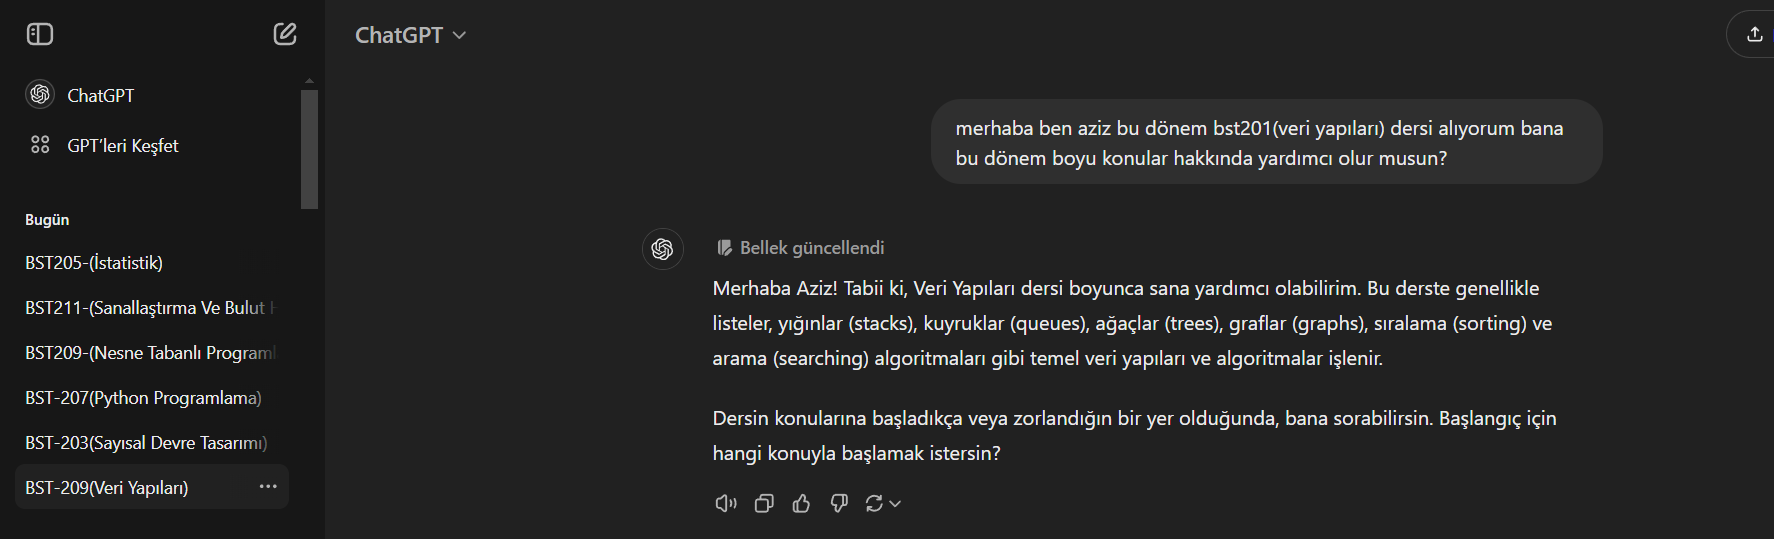 ChatGPT
GPT'leri Keşfet
Bugün
BST205-(İstatistik)
BST211-(Sanallaştırma Ve Bulut
BST209-(Nesne Tabanlı Programl
BST-207(Python Programlama)
BST-203(Sayısal Devre Tasarımı)
BST-209(Veri Yapıları)
ChatGPT
merhaba ben aziz bu dönem bst201(veri yapıları) dersi alıyorum bana
bu dönem boyu konular hakkında yardımcı olur musun?
Bellek güncellendi
Merhaba Aziz! Tabii ki, Veri Yapıları dersi boyunca sana yardımcı olabilirim. Bu derste genellikle
listeler, yığınlar (stacks), kuyruklar (queues), ağaçlar (trees), graflar (graphs), sıralama (sorting) ve
arama (searching) algoritmaları gibi temel veri yapıları ve algoritmalar işlenir.
Dersin konularına başladıkça veya zorlandığın bir yer olduğunda, bana sorabilirsin. Başlangıç için
hangi konuyla başlamak istersin?